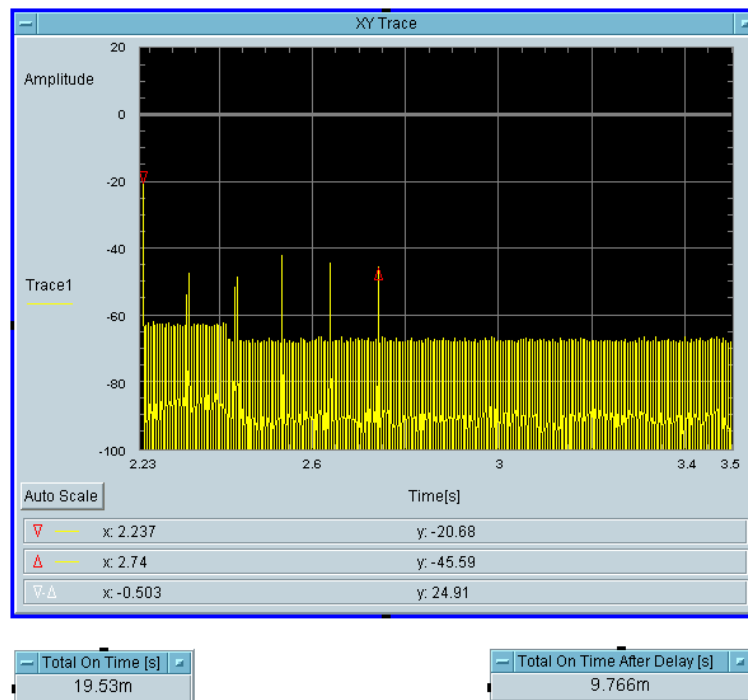 XY Trace
20
Amplitude
0
-20
-40
Trace1
-60
-80
-100
2.23 2.6 3 3.4 3.5
Auto Scale Time[s]
x: 2.237 y: -20.68
x: 2.74 y: -45.59
x: -0.503 y: 24.91
Total On Time [s] Total On Time After Delay [s]
19.53m 9.766m